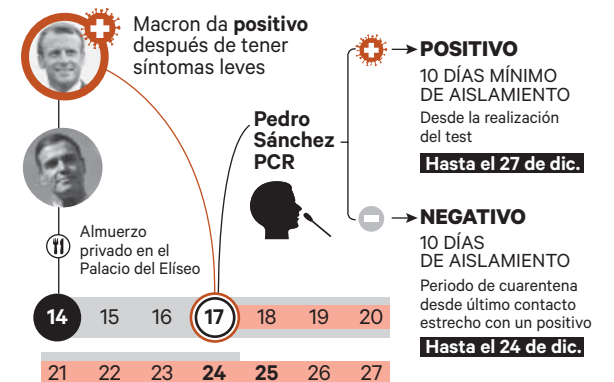 Macron da positivo
después de tener
síntomas leves
Almuerzo
privado en el
Palacio del Elíseo
Pedro
Sánchez
PCR
POSITIVO
10 DÍAS MÍNIMO
DE AISLAMIENTO
Desde la realización
del test
Hasta el 27 de dic.
NEGATIVO
10 DÍAS
DE AISLAMIENTO
Periodo de cuarentena
desde último contacto
estrecho con un positivo
Hasta el 24 de dic.
14 15 16 17 18 19 20
21 22 23 24 25 26 27